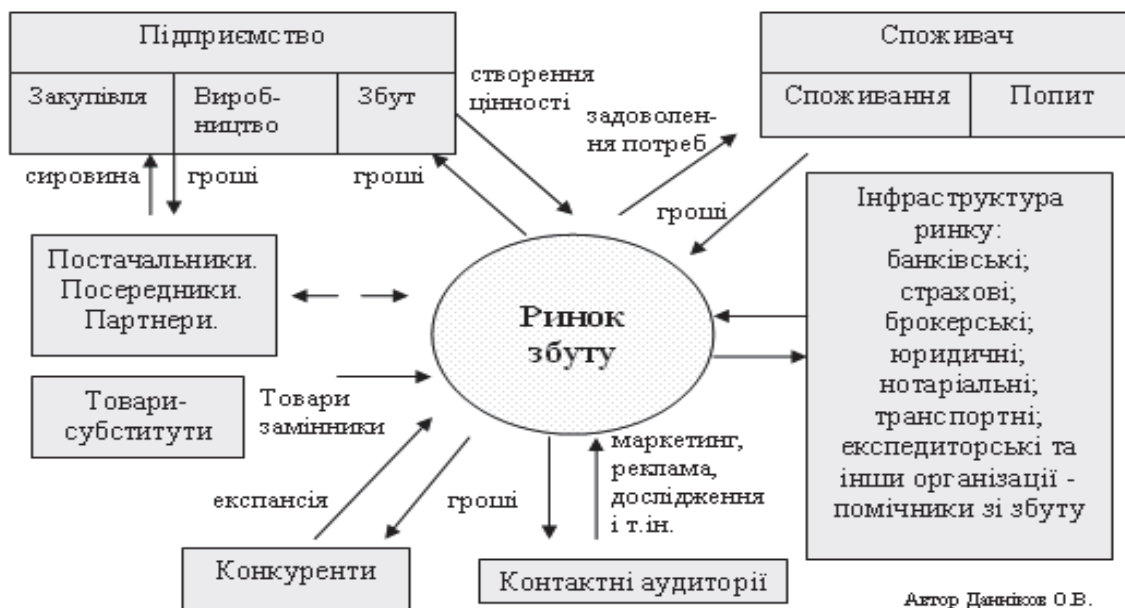 Підприємство
Закупівля
Вироб-
ництво
Збут
створення
цінності
задоволен-
ня потреб
Споживач
Споживання
Попит
сировина
гроші
гроші
гроші
Постачальники.
Посередники.
Партнери.
Ринок
збуту
Інфраструктура
ринку:
банківські;
страхові;
брокерські;
юридичні;
нотаріальні;
транспортні;
експедиторські та
інши організації -
помічники зі збуту
Товари-
субститути
Товари
замінники
експансія
гроші
маркетинг,
реклама,
дослідження
і т.ін.
Конкуренти
Контактні аудиторії
Автор Данніков О.В.